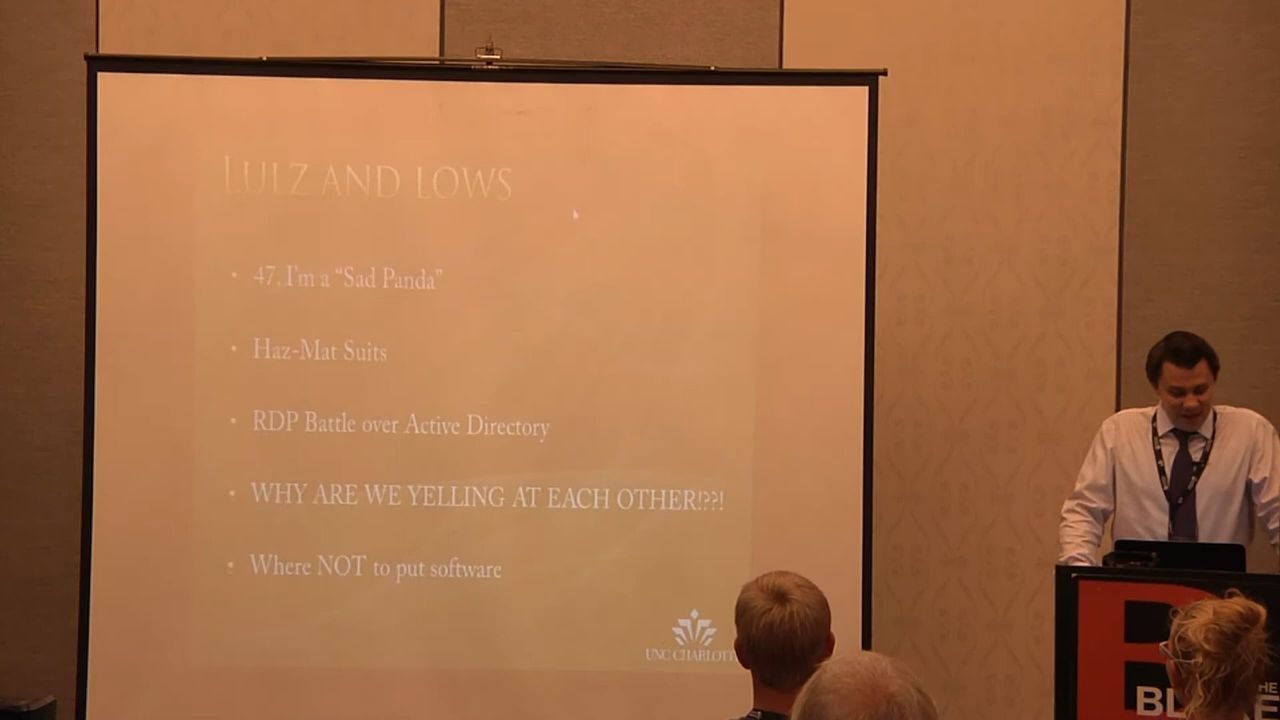 LULZ AND LOWS
• 47. I'm a “Sad Panda”
• Haz-Mat Suits
• RDP Battle over Active Directory
• WHY ARE WE YELLING AT EACH OTHER!??!
• Where NOT to put software
UNC CHARLOTTE